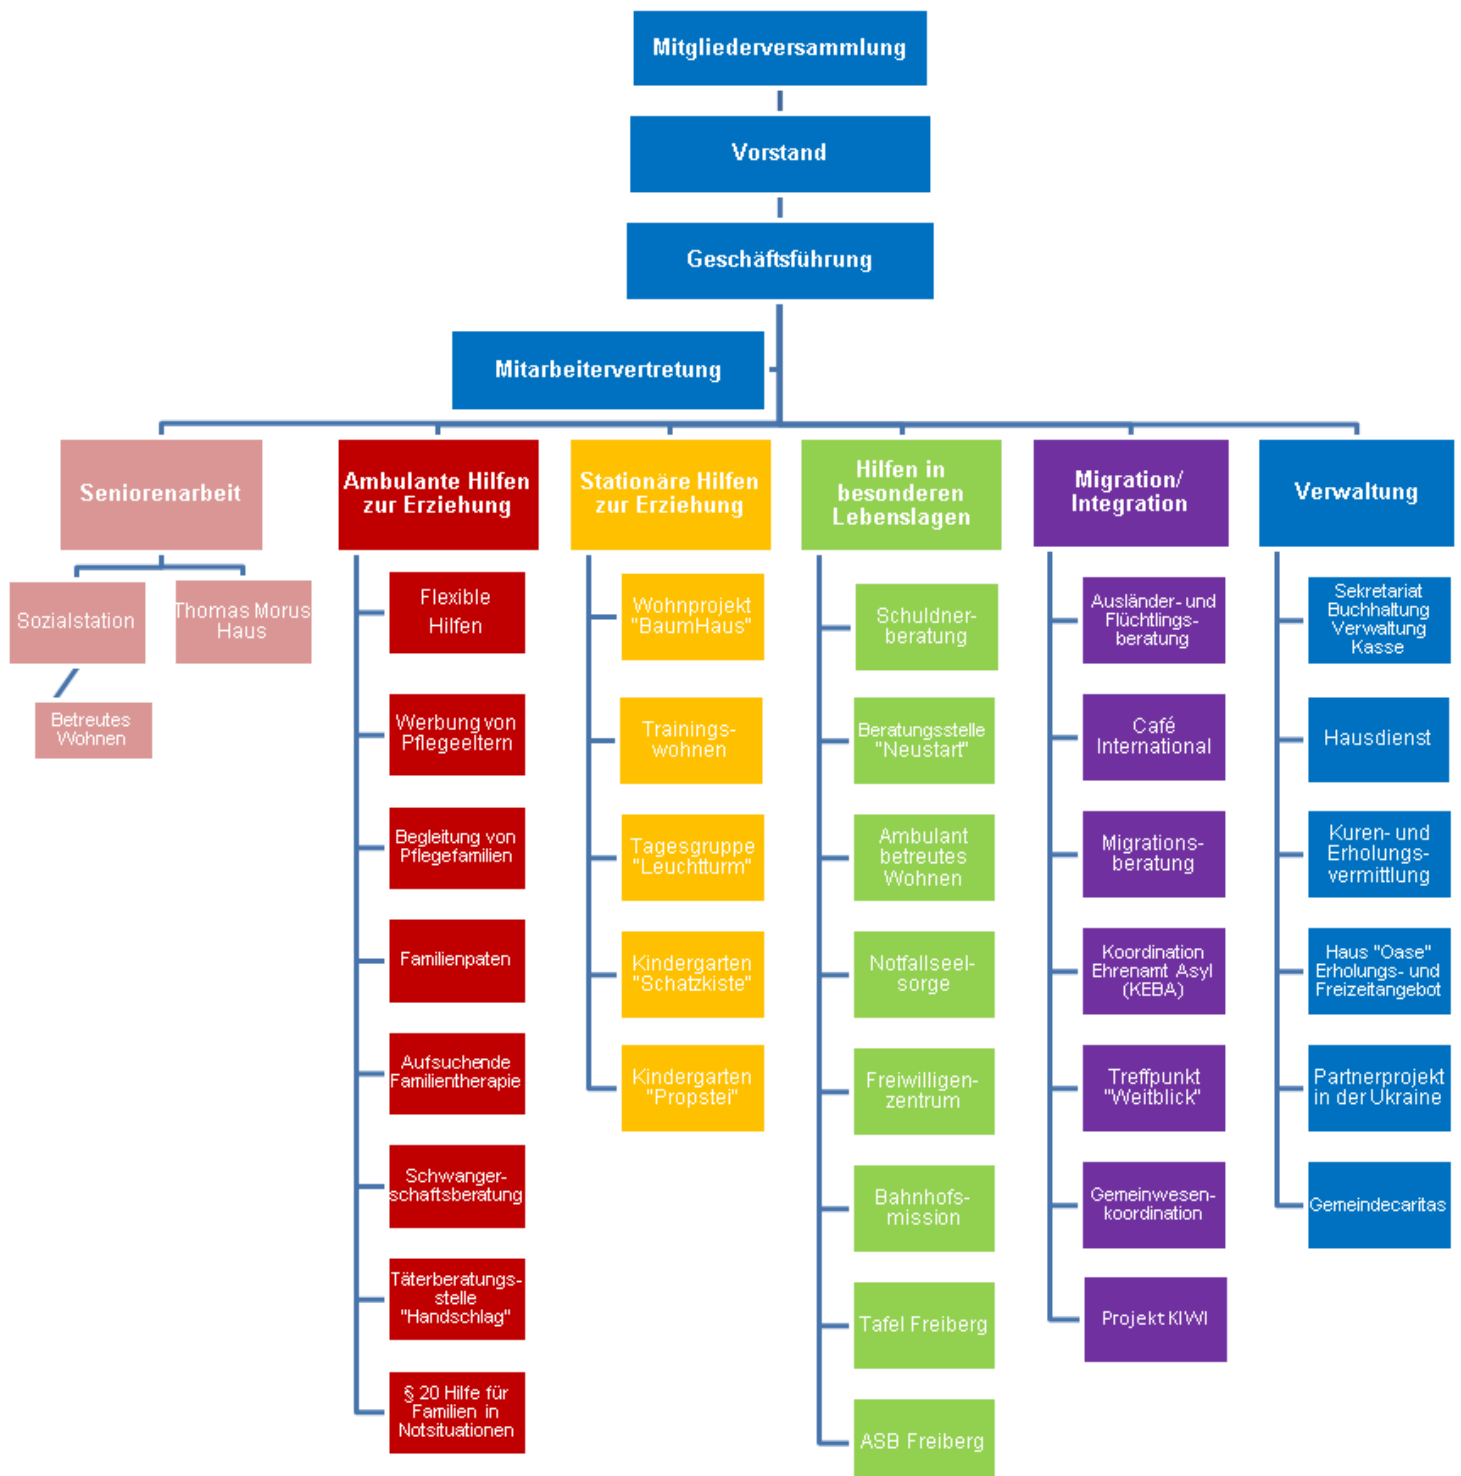 Mitgliederversammlung
Vorstand
Geschäftsführung
Mitarbeitervertretung
Seniorenarbeit
Sozialstation
Thomas Morus
Haus
Betreutes
Wohnen
Ambulante Hilfen
zur Erziehung
Flexible
Hilfen
Werbung von
Pflegeeltern
Begleitung von
Pflegefamilien
Familienpaten
Aufsuchende
Familientherapie
Schwanger-
schaftsberatung
Täterberatungs-
stelle
"Handschlag"
§ 20 Hilfe für
Familien in
Notsituationen
Stationäre Hilfen
zur Erziehung
Wohnprojekt
"BaumHaus"
Trainings-
wohnen
Tagesgruppe
"Leuchtturm"
Kindergarten
"Schatzkiste"
Kindergarten
"Propstei"
Hilfen in
besonderen
Lebenslagen
Schuldner-
beratung
Beratungsstelle
"Neustart"
Ambulant
betreutes
Wohnen
Notfallseel-
sorge
Freiwilligen-
zentrum
Bahnhofs-
mission
Tafel Freiberg
ASB Freiberg
Migration/
Integration
Ausländer- und
Flüchtlings-
beratung
Café
International
Migrations-
beratung
Koordination
Ehrenamt Asyl
(KEBA)
Treffpunkt
"Weitblick"
Gemeinwesen-
koordination
Projekt KIWI
Verwaltung
Sekretariat
Buchhaltung
Verwaltung
Kasse
Hausdienst
Kuren- und
Erholungs-
vermittlung
Haus "Oase"
Erholungs- und
Freizeitangebot
Partnerprojekt
in der Ukraine
Gemeindecaritas